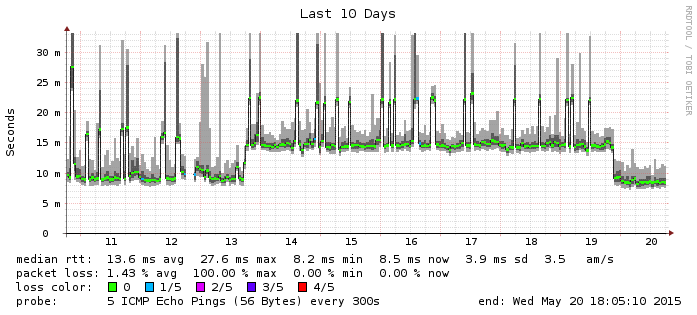 Last 10 Days
RRDTOOL / TOBI OETIKER
Seconds
30 m
25 m
20 m
15 m
10 m
5 m
0
11 12 13 14 15 16 17 18 19 20
median rtt: 13.6 ms avg 27.6 ms max 8.2 ms min 8.5 ms now 3.9 ms sd 3.5 am/s
packet loss: 1.43 % avg 100.00 % max 0.00 % min 0.00 % now
loss color: 0 1/5 2/5 3/5 4/5
probe: 5 ICMP Echo Pings (56 Bytes) every 300s end: Wed May 20 18:05:10 2015